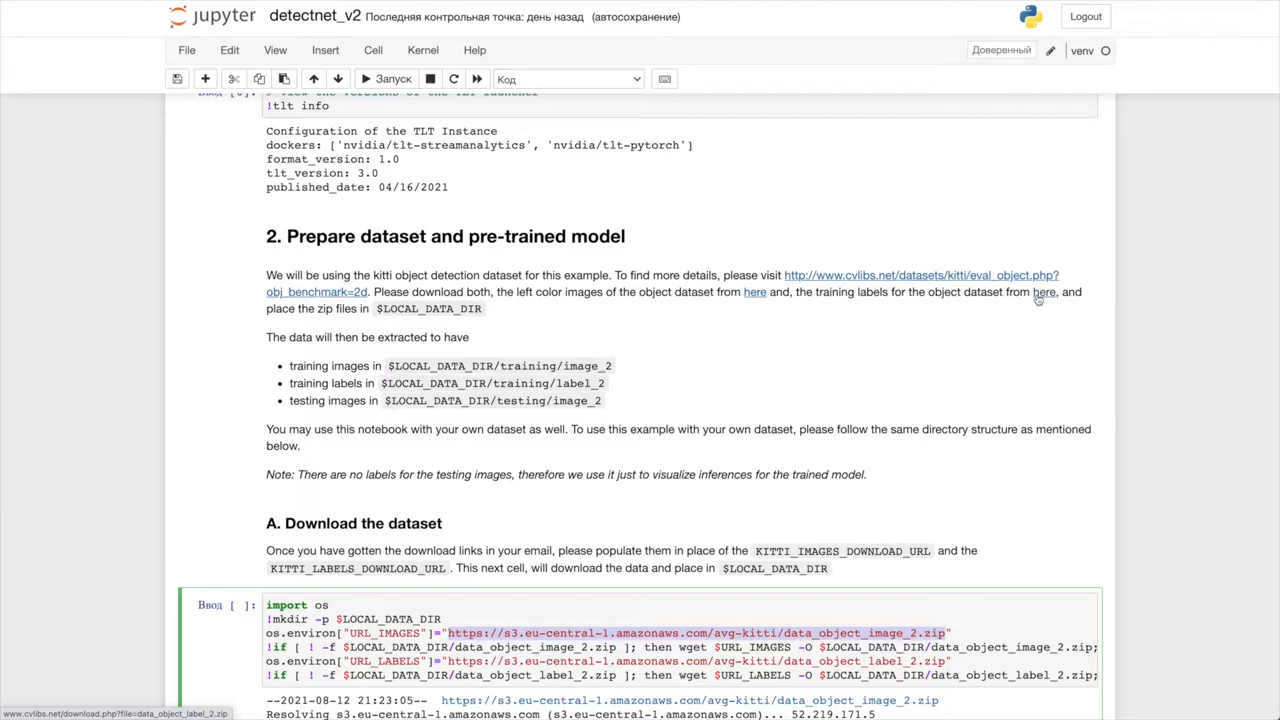 jupyter detectnet_v2 Последняя контрольная точка: день назад (автосохранение) Logout
File Edit View Insert Cell Kernel Help Доверенный venv
Запуск Код
!tlt info
Configuration of the TLT Instance
dockers: ['nvidia/tlt-streamanalytics', 'nvidia/tlt-pytorch']
format_version: 1.0
tlt_version: 3.0
published_date: 04/16/2021
2. Prepare dataset and pre-trained model
We will be using the kitti object detection dataset for this example. To find more details, please visit http://www.cvlibs.net/datasets/kitti/eval_object.php?
obj_benchmark=2d. Please download both, the left color images of the object dataset from here and, the training labels for the object dataset from here, and
place the zip files in $LOCAL_DATA_DIR
The data will then be extracted to have
• training images in $LOCAL_DATA_DIR/training/image_2
• training labels in $LOCAL_DATA_DIR/training/label_2
• testing images in $LOCAL_DATA_DIR/testing/image_2
You may use this notebook with your own dataset as well. To use this example with your own dataset, please follow the same directory structure as mentioned
below.
Note: There are no labels for the testing images, therefore we use it just to visualize inferences for the trained model.
A. Download the dataset
Once you have gotten the download links in your email, please populate them in place of the KITTI_IMAGES_DOWNLOAD_URL and the
KITTI_LABELS_DOWNLOAD_URL . This next cell, will download the data and place in $LOCAL_DATA_DIR
Ввод [ ]: import os
!mkdir -p $LOCAL_DATA_DIR
os.environ["URL_IMAGES"]="https://s3.eu-central-1.amazonaws.com/avg-kitti/data_object_image_2.zip"
!if [ ! -f $LOCAL_DATA_DIR/data_object_image_2.zip ]; then wget $URL_IMAGES -O $LOCAL_DATA_DIR/data_object_image_2.zip;
os.environ["URL_LABELS"]="https://s3.eu-central-1.amazonaws.com/avg-kitti/data_object_label_2.zip"
!if [ ! -f $LOCAL_DATA_DIR/data_object_label_2.zip ]; then wget $URL_LABELS -O $LOCAL_DATA_DIR/data_object_label_2.zip;
--2021-08-12 21:23:05-- https://s3.eu-central-1.amazonaws.com/avg-kitti/data_object_image_2.zip
Resolving s3.eu-central-1.amazonaws.com (s3.eu-central-1.amazonaws.com)... 52.219.171.5
www.cvlibs.net/download.php?file=data_object_label_2.zip